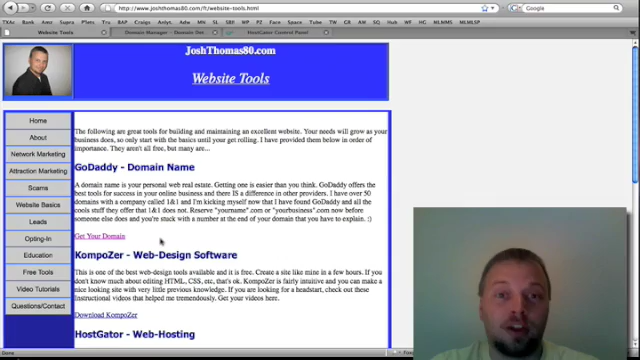 Website Tools
http://www.joshthomas80.com/ft/website-tools.html
Google
Website Tools
Domain Manager - Domain Det...
HostGator Control Panel
JoshThomas80.com
Website Tools
Home
About
Network Marketing
Attraction Marketing
Scams
Website Basics
Leads
Opting-In
Education
Free Tools
Video Tutorials
Questions/Contact
The following are great tools for building and maintaining an excellent website. Your needs will grow as your
business does, so only start with the basics until your get rolling. I have provided them below in order of
importance. They aren't all free, but many are...
GoDaddy - Domain Name
A domain name is your personal web real estate. Getting one is easier than you think. GoDaddy offers the
best tools for success in your online business and there IS a difference in other providers. I have over 50
domains with a company called 1&1 and I'm kicking myself now that I have found GoDaddy and all the
cools stuff they offer that 1&1 does not. Reserve "yourname".com or "yourbusiness".com now before
someone else does and you're stuck with a number at the end of your domain that you have to explain. :)
Get Your Domain
KompoZer - Web-Design Software
This is one of the best web-design tools available and it is free. Create a site like mine in a few hours. If you
don't know much about editing HTML, CSS, etc, that's ok. KompoZer is fairly intuitive and you can make a
nice looking site with very little previous knowledge. If you are looking for a headstart, check out these
Instructional videos that helped me tremendously. Get your videos here.
Download KompoZer
HostGator - Web-Hosting
Done